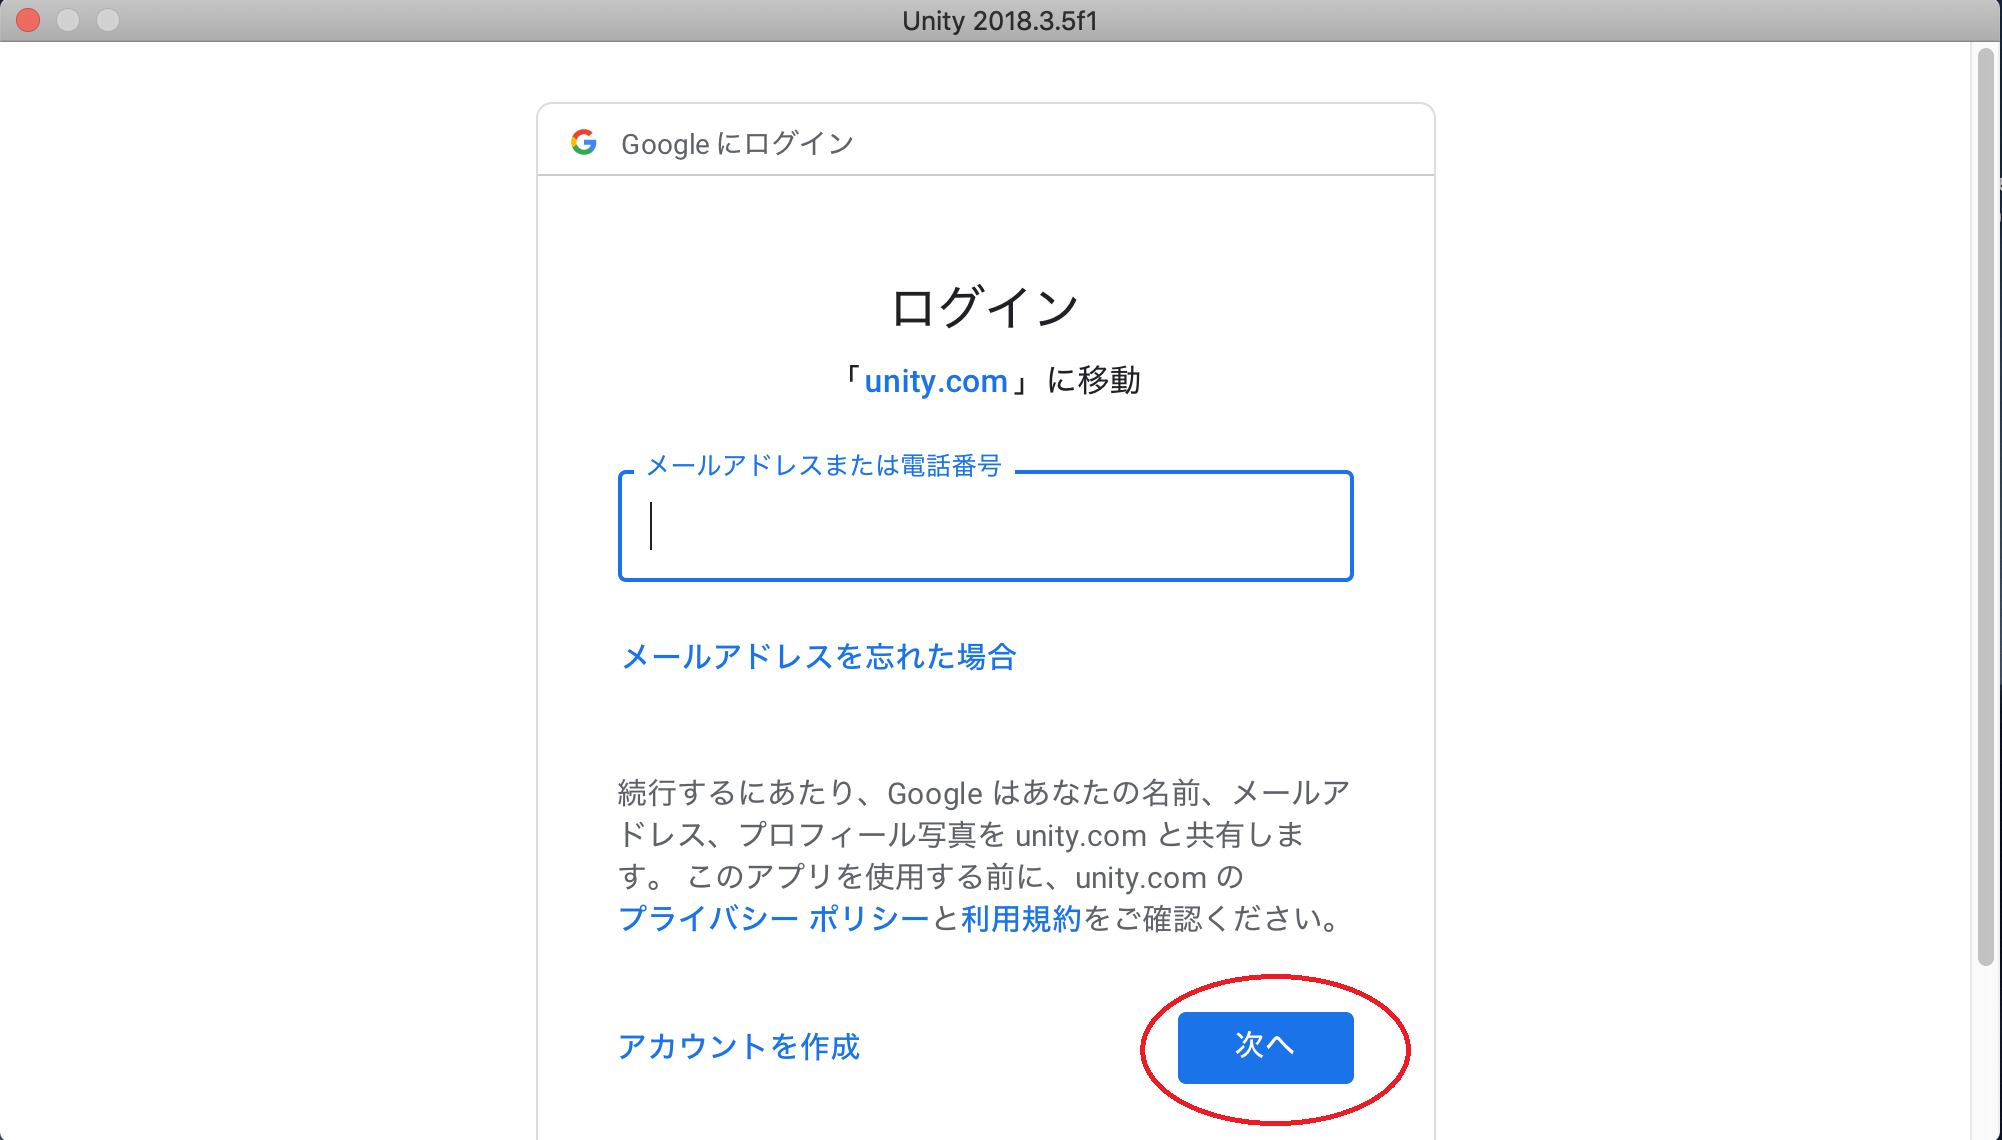 Unity 2018.3.5f1
Google にログイン
ログイン
「unity.com」に移動
メールアドレスまたは電話番号
メールアドレスを忘れた場合
続行するにあたり、Google はあなたの名前、メールア
ドレス、プロフィール写真を unity.com と共有しま
す。 このアプリを使用する前に、unity.com の
プライバシー ポリシーと利用規約をご確認ください。
アカウントを作成
次へ